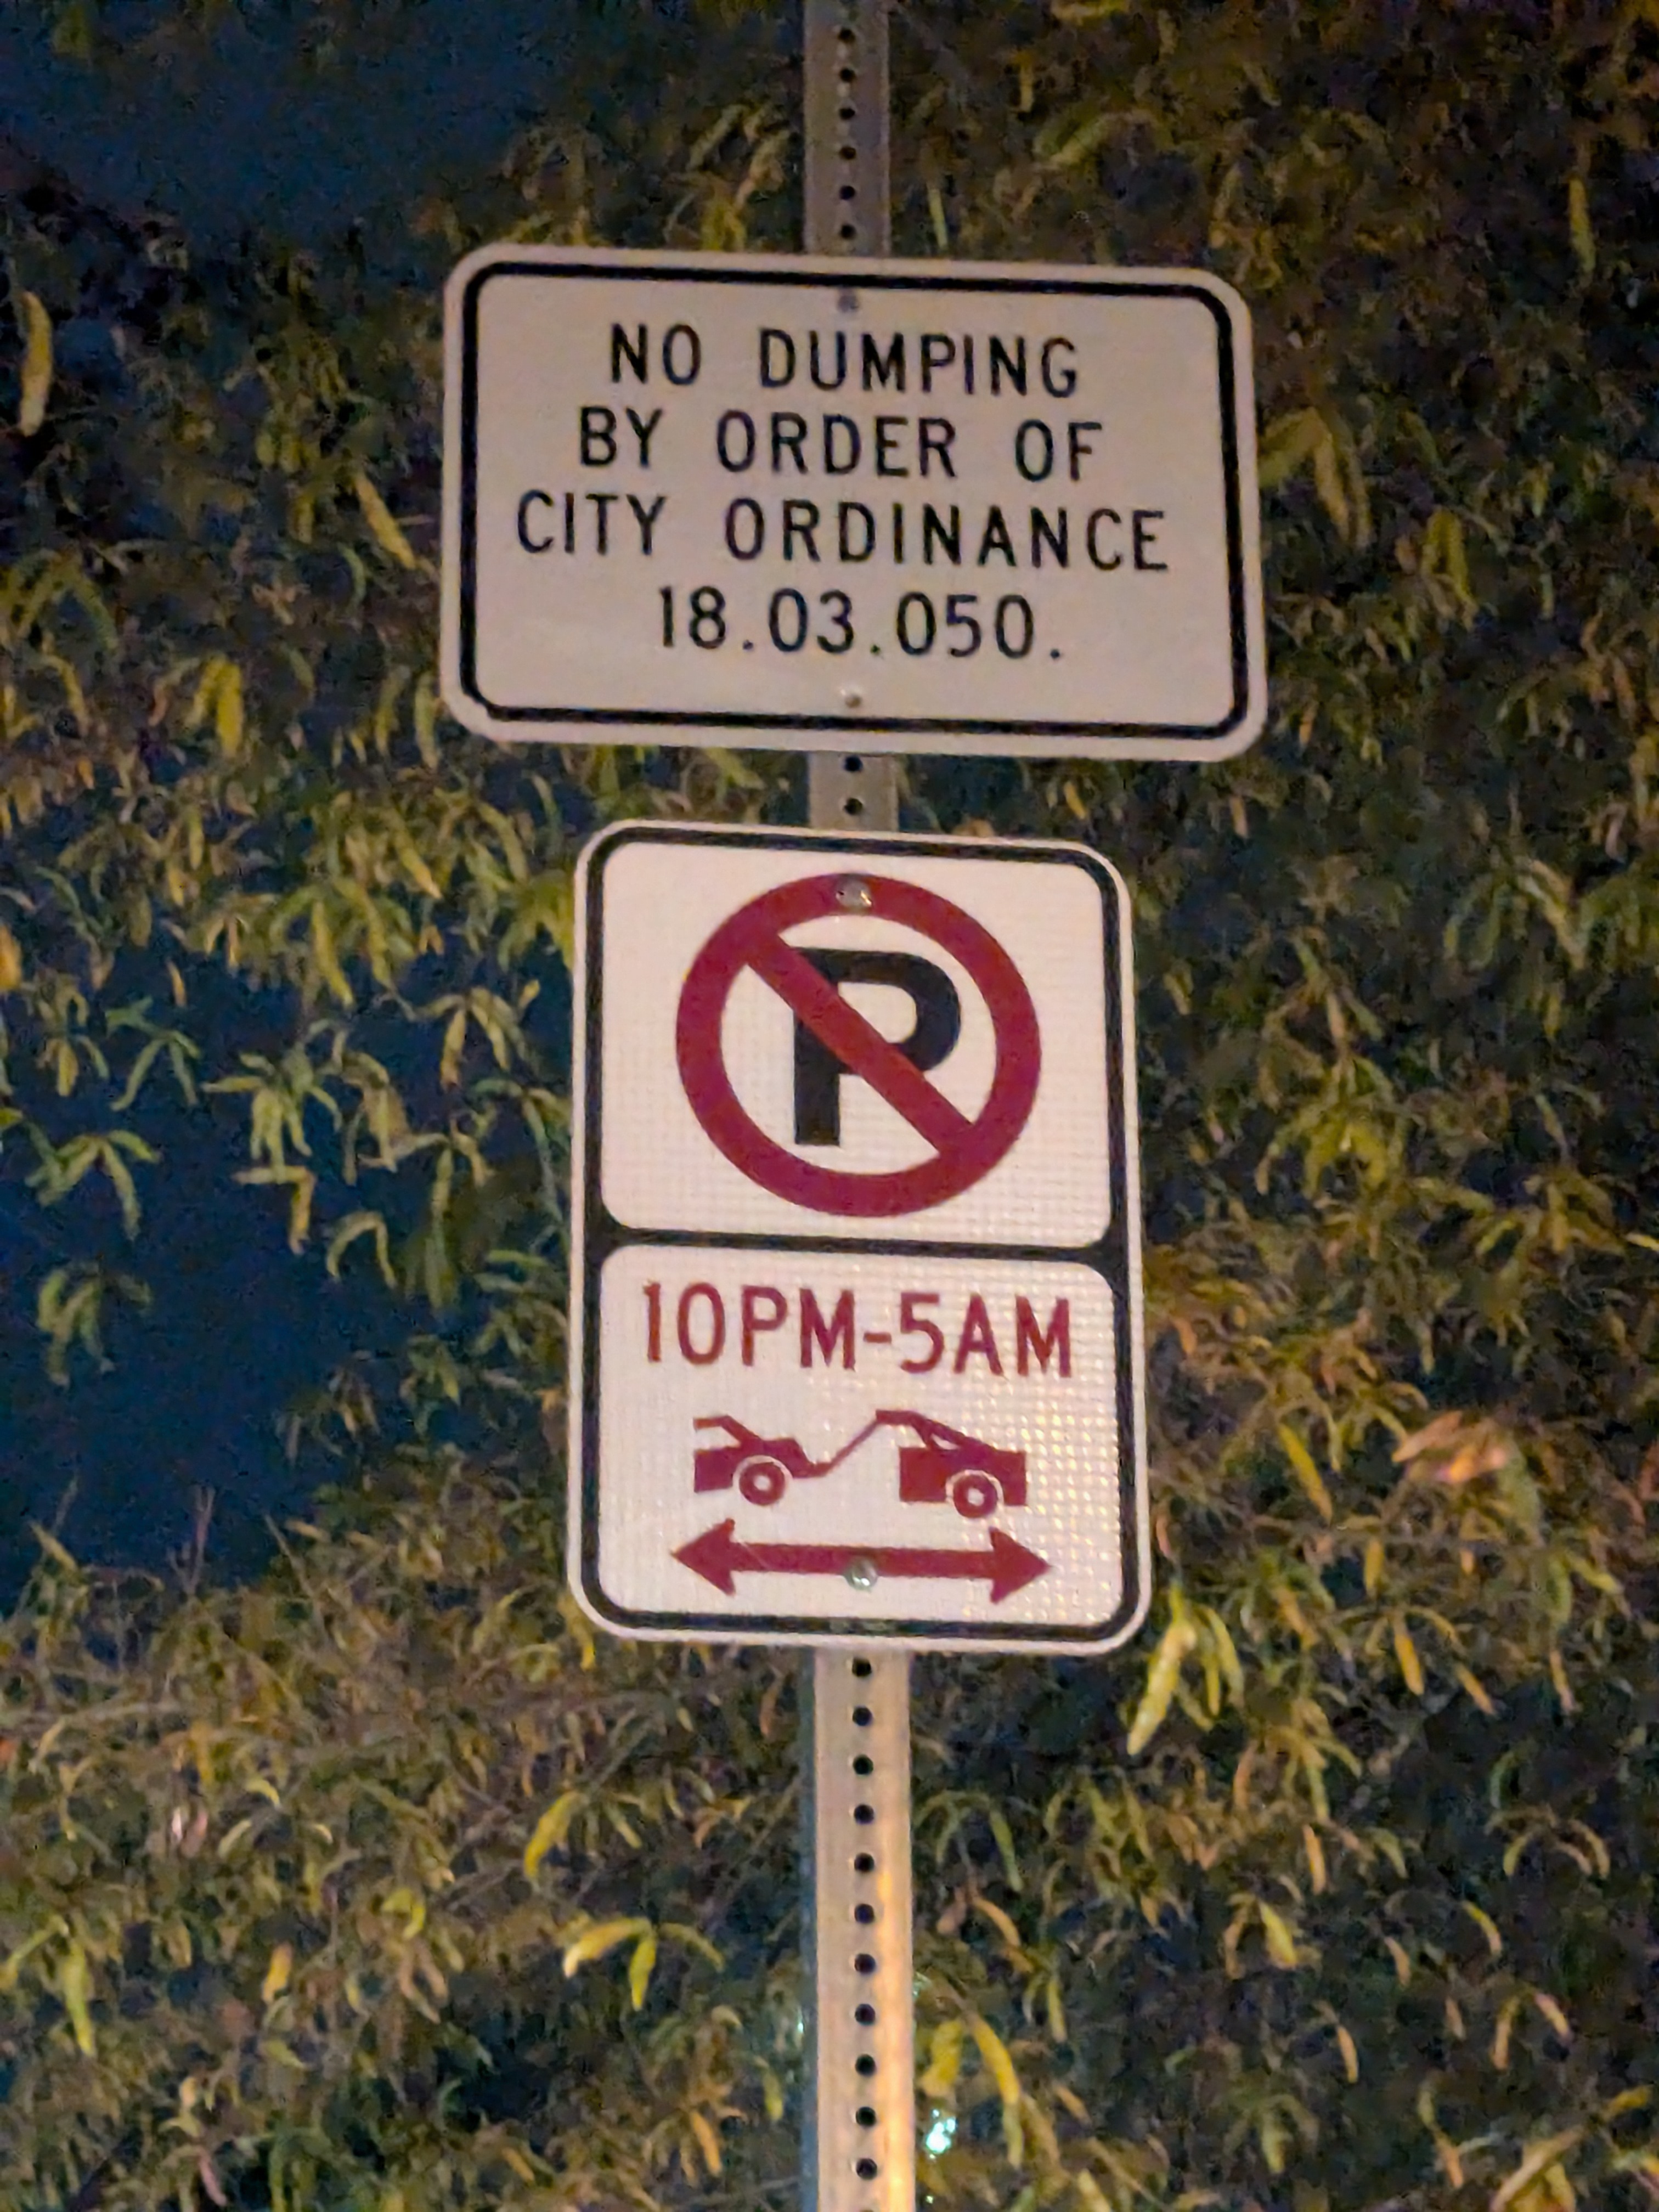 NO DUMPING
BY ORDER OF
CITY ORDINANCE
18.03.050.
P
10PM-5AM